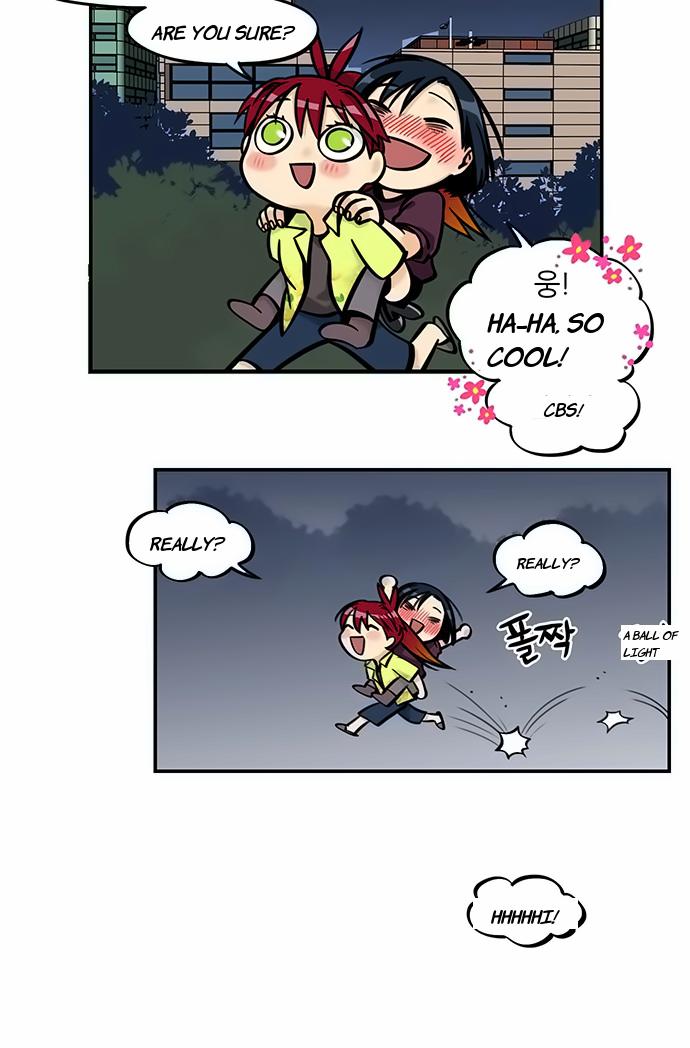 ARE YOU SURE?
웅!
HA-HA, SO
COOL!
CBS!
REALLY?
REALLY?
폴짝
A BALL OF
LIGHT
HHHHHI!